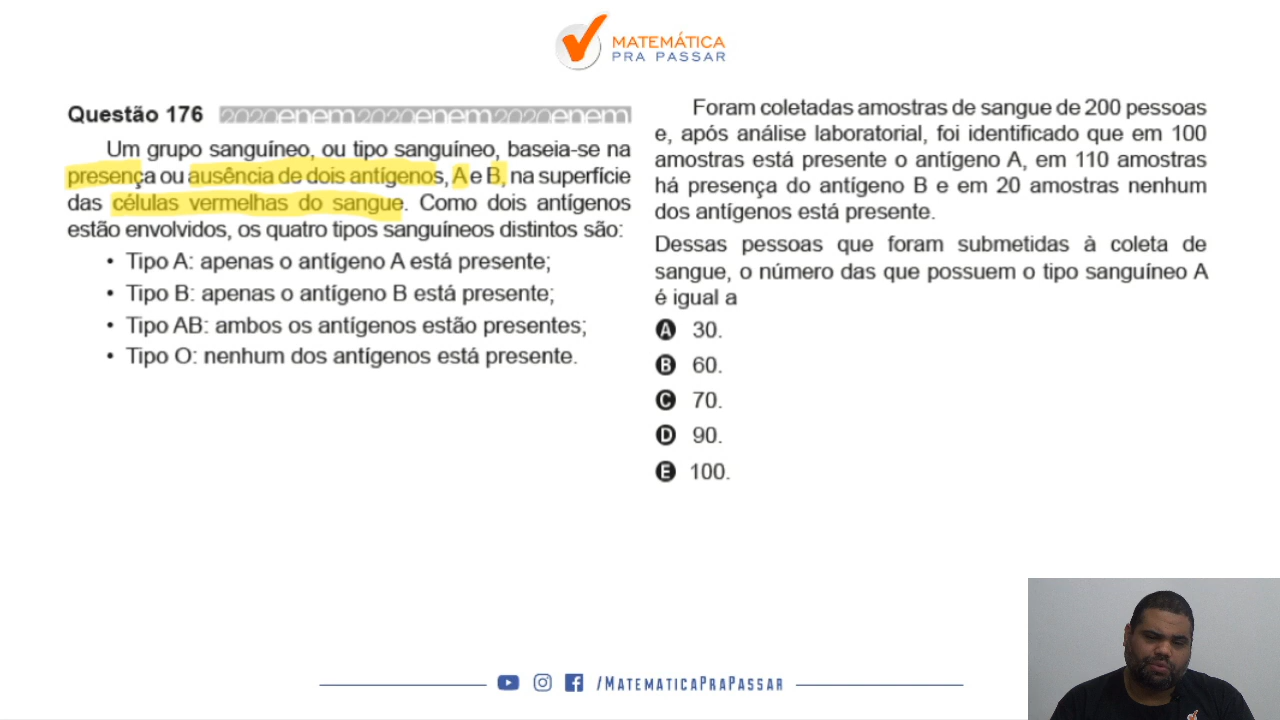 MATEMÁTICA
PRA PASSAR
Questão 176 2020enem2020enem2020enem
Um grupo sanguíneo, ou tipo sanguíneo, baseia-se na
presença ou ausência de dois antígenos, A e B, na superfície
das células vermelhas do sangue. Como dois antígenos
estão envolvidos, os quatro tipos sanguíneos distintos são:
• Tipo A: apenas o antígeno A está presente;
• Tipo B: apenas o antígeno B está presente;
• Tipo AB: ambos os antígenos estão presentes;
• Tipo O: nenhum dos antígenos está presente.
Foram coletadas amostras de sangue de 200 pessoas
e, após análise laboratorial, foi identificado que em 100
amostras está presente o antígeno A, em 110 amostras
há presença do antígeno B e em 20 amostras nenhum
dos antígenos está presente.
Dessas pessoas que foram submetidas à coleta de
sangue, o número das que possuem o tipo sanguíneo A
é igual a
A 30.
B 60.
C 70.
D 90.
E 100.
/MATEMATICAPRAPASSAR